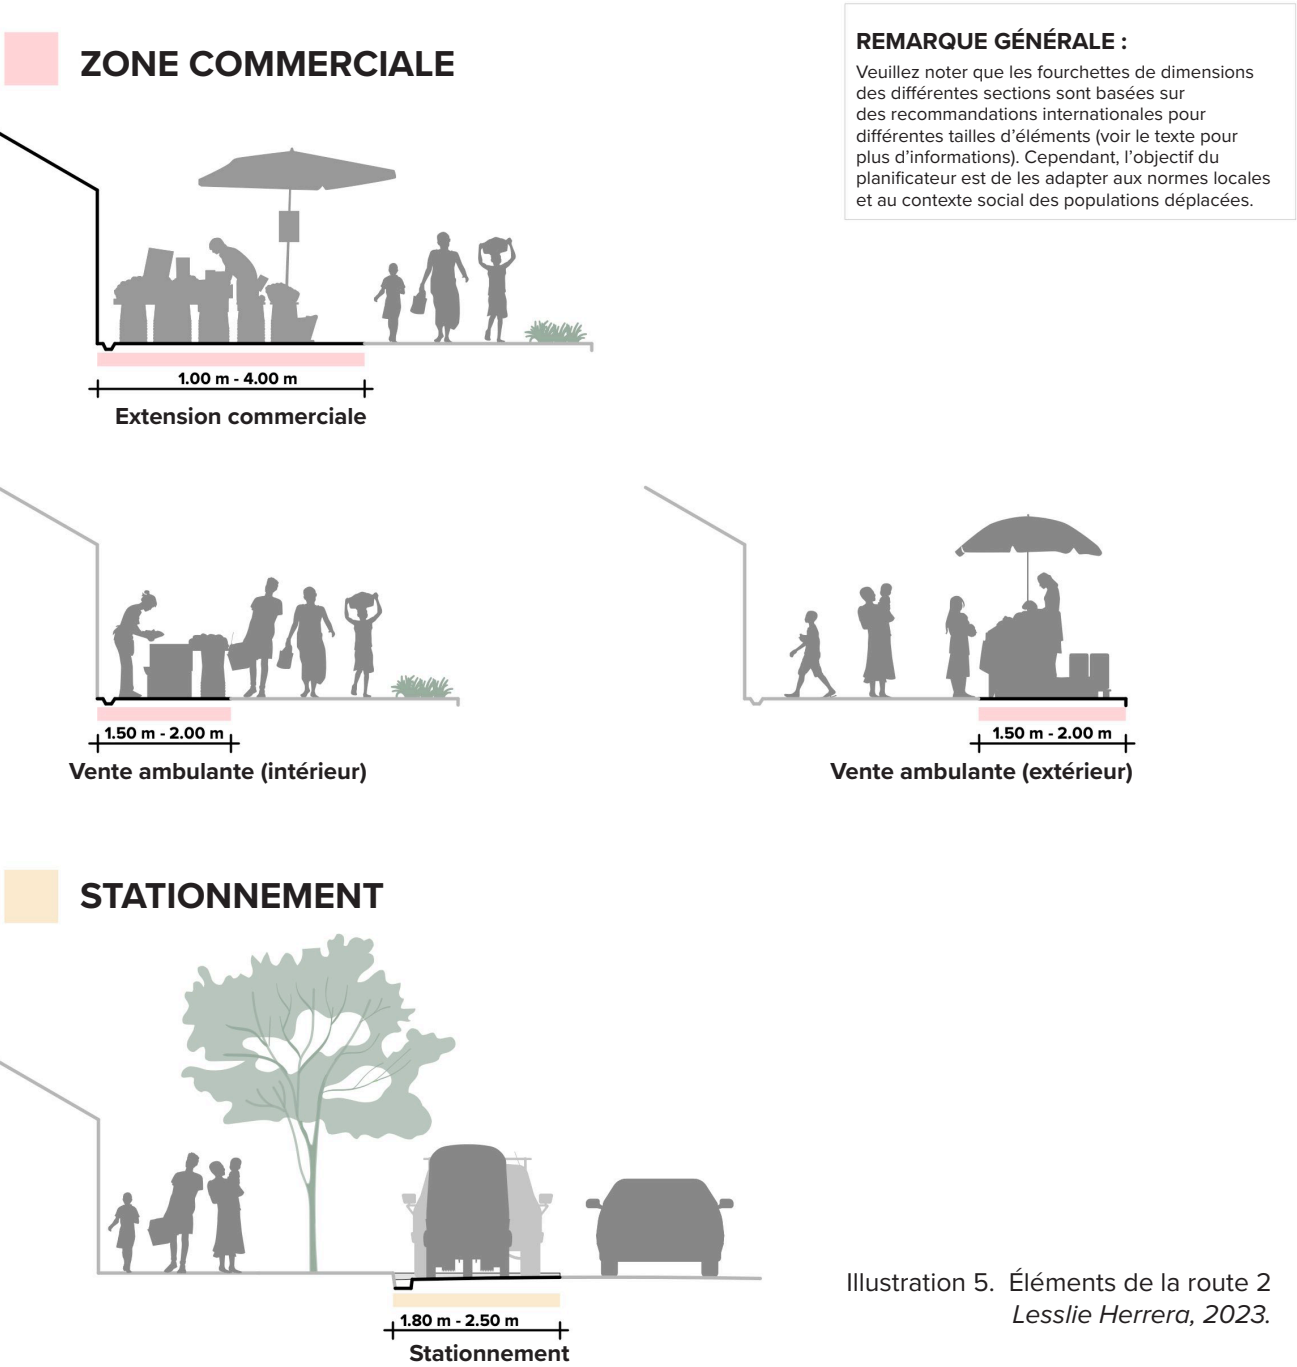 ZONE COMMERCIALE
REMARQUE GÉNÉRALE :
Veuillez noter que les fourchettes de dimensions
des différentes sections sont basées sur
des recommandations internationales pour
différentes tailles d’éléments (voir le texte pour
plus d’informations). Cependant, l’objectif du
planificateur est de les adapter aux normes locales
et au contexte social des populations déplacées.
1.00 m - 4.00 m
Extension commerciale
1.50 m - 2.00 m
Vente ambulante (intérieur)
1.50 m - 2.00 m
Vente ambulante (extérieur)
STATIONNEMENT
1.80 m - 2.50 m
Stationnement
Illustration 5. Éléments de la route 2
Lesslie Herrera, 2023.